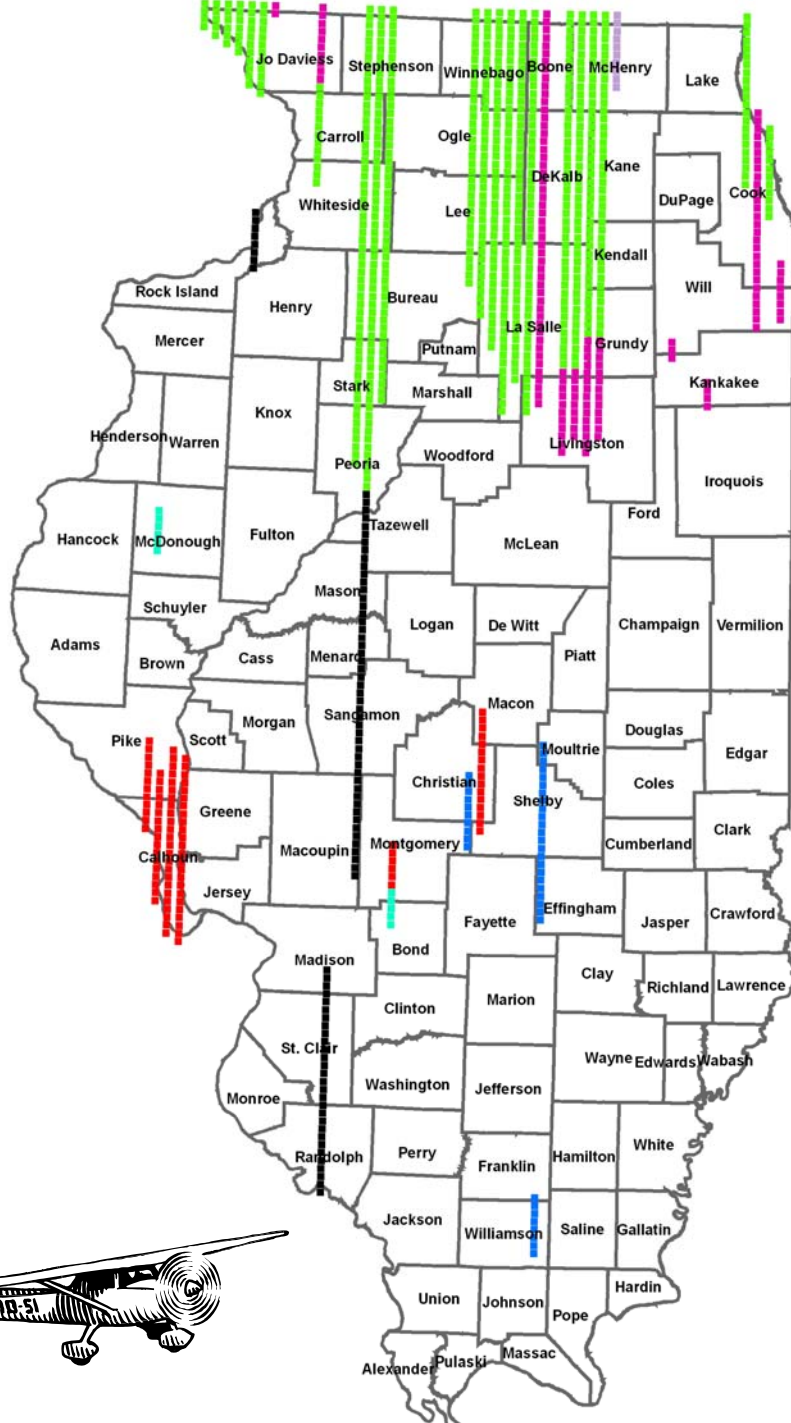 Jo Daviess
Stephenson
Winnebago
Boone
McHenry
Lake
Carroll
Ogle
DeKalb
Kane
DuPage
Cook
Whiteside
Lee
Kendall
Will
Rock Island
Henry
Bureau
La Salle
Grundy
Mercer
Putnam
Kankakee
Stark
Marshall
Knox
Henderson
Warren
Peoria
Woodford
Livingston
Iroquois
Hancock
McDonough
Fulton
Tazewell
McLean
Ford
Schuyler
Mason
Logan
De Witt
Champaign
Vermilion
Adams
Brown
Cass
Menard
Piatt
Macon
Morgan
Scott
Sangamon
Pike
Christian
Moultrie
Douglas
Edgar
Shelby
Coles
Greene
Calhoun
Macoupin
Montgomery
Cumberland
Clark
Jersey
Fayette
Effingham
Jasper
Crawford
Bond
Madison
Clay
Richland
Lawrence
Clinton
Marion
St. Clair
Wayne
Edwards
Wabash
Monroe
Washington
Jefferson
Randolph
Perry
Franklin
Hamilton
White
Jackson
Williamson
Saline
Gallatin
Union
Johnson
Pope
Hardin
Alexander
Pulaski
Massac